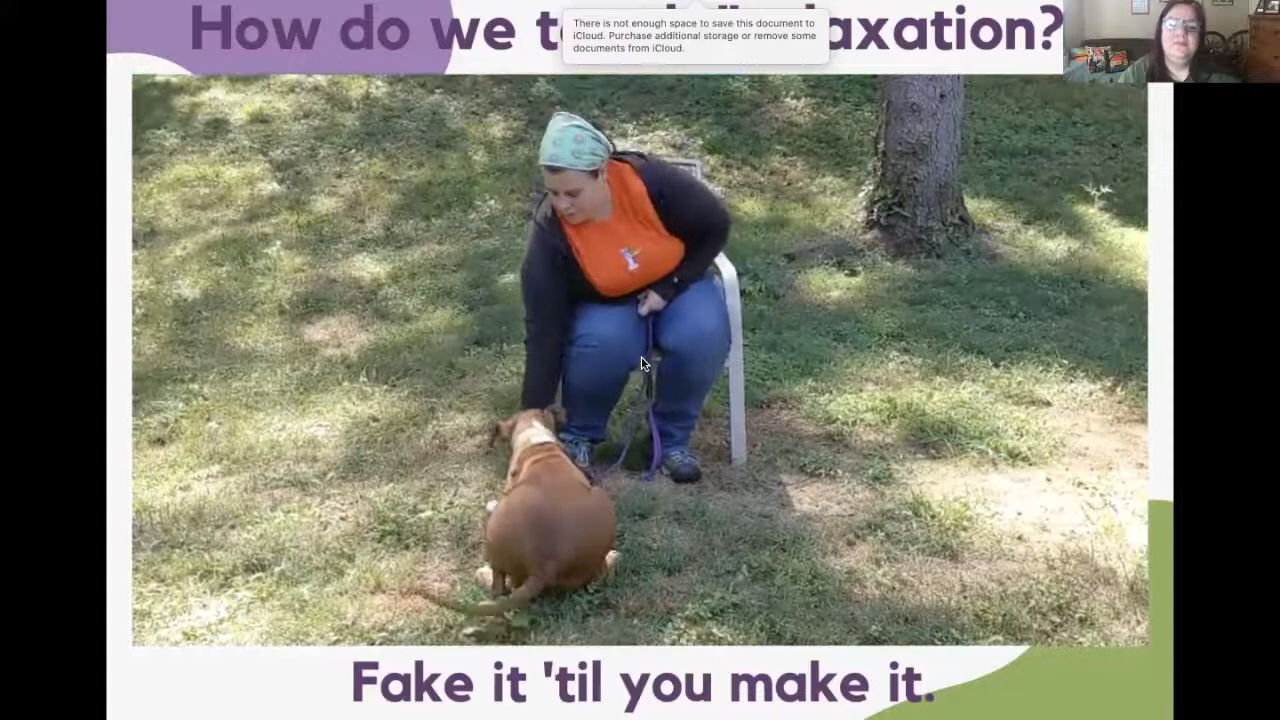 How do we t
axation?
There is not enough space to save this document to
iCloud. Purchase additional storage or remove some
documents from iCloud.
Fake it 'til you make it.